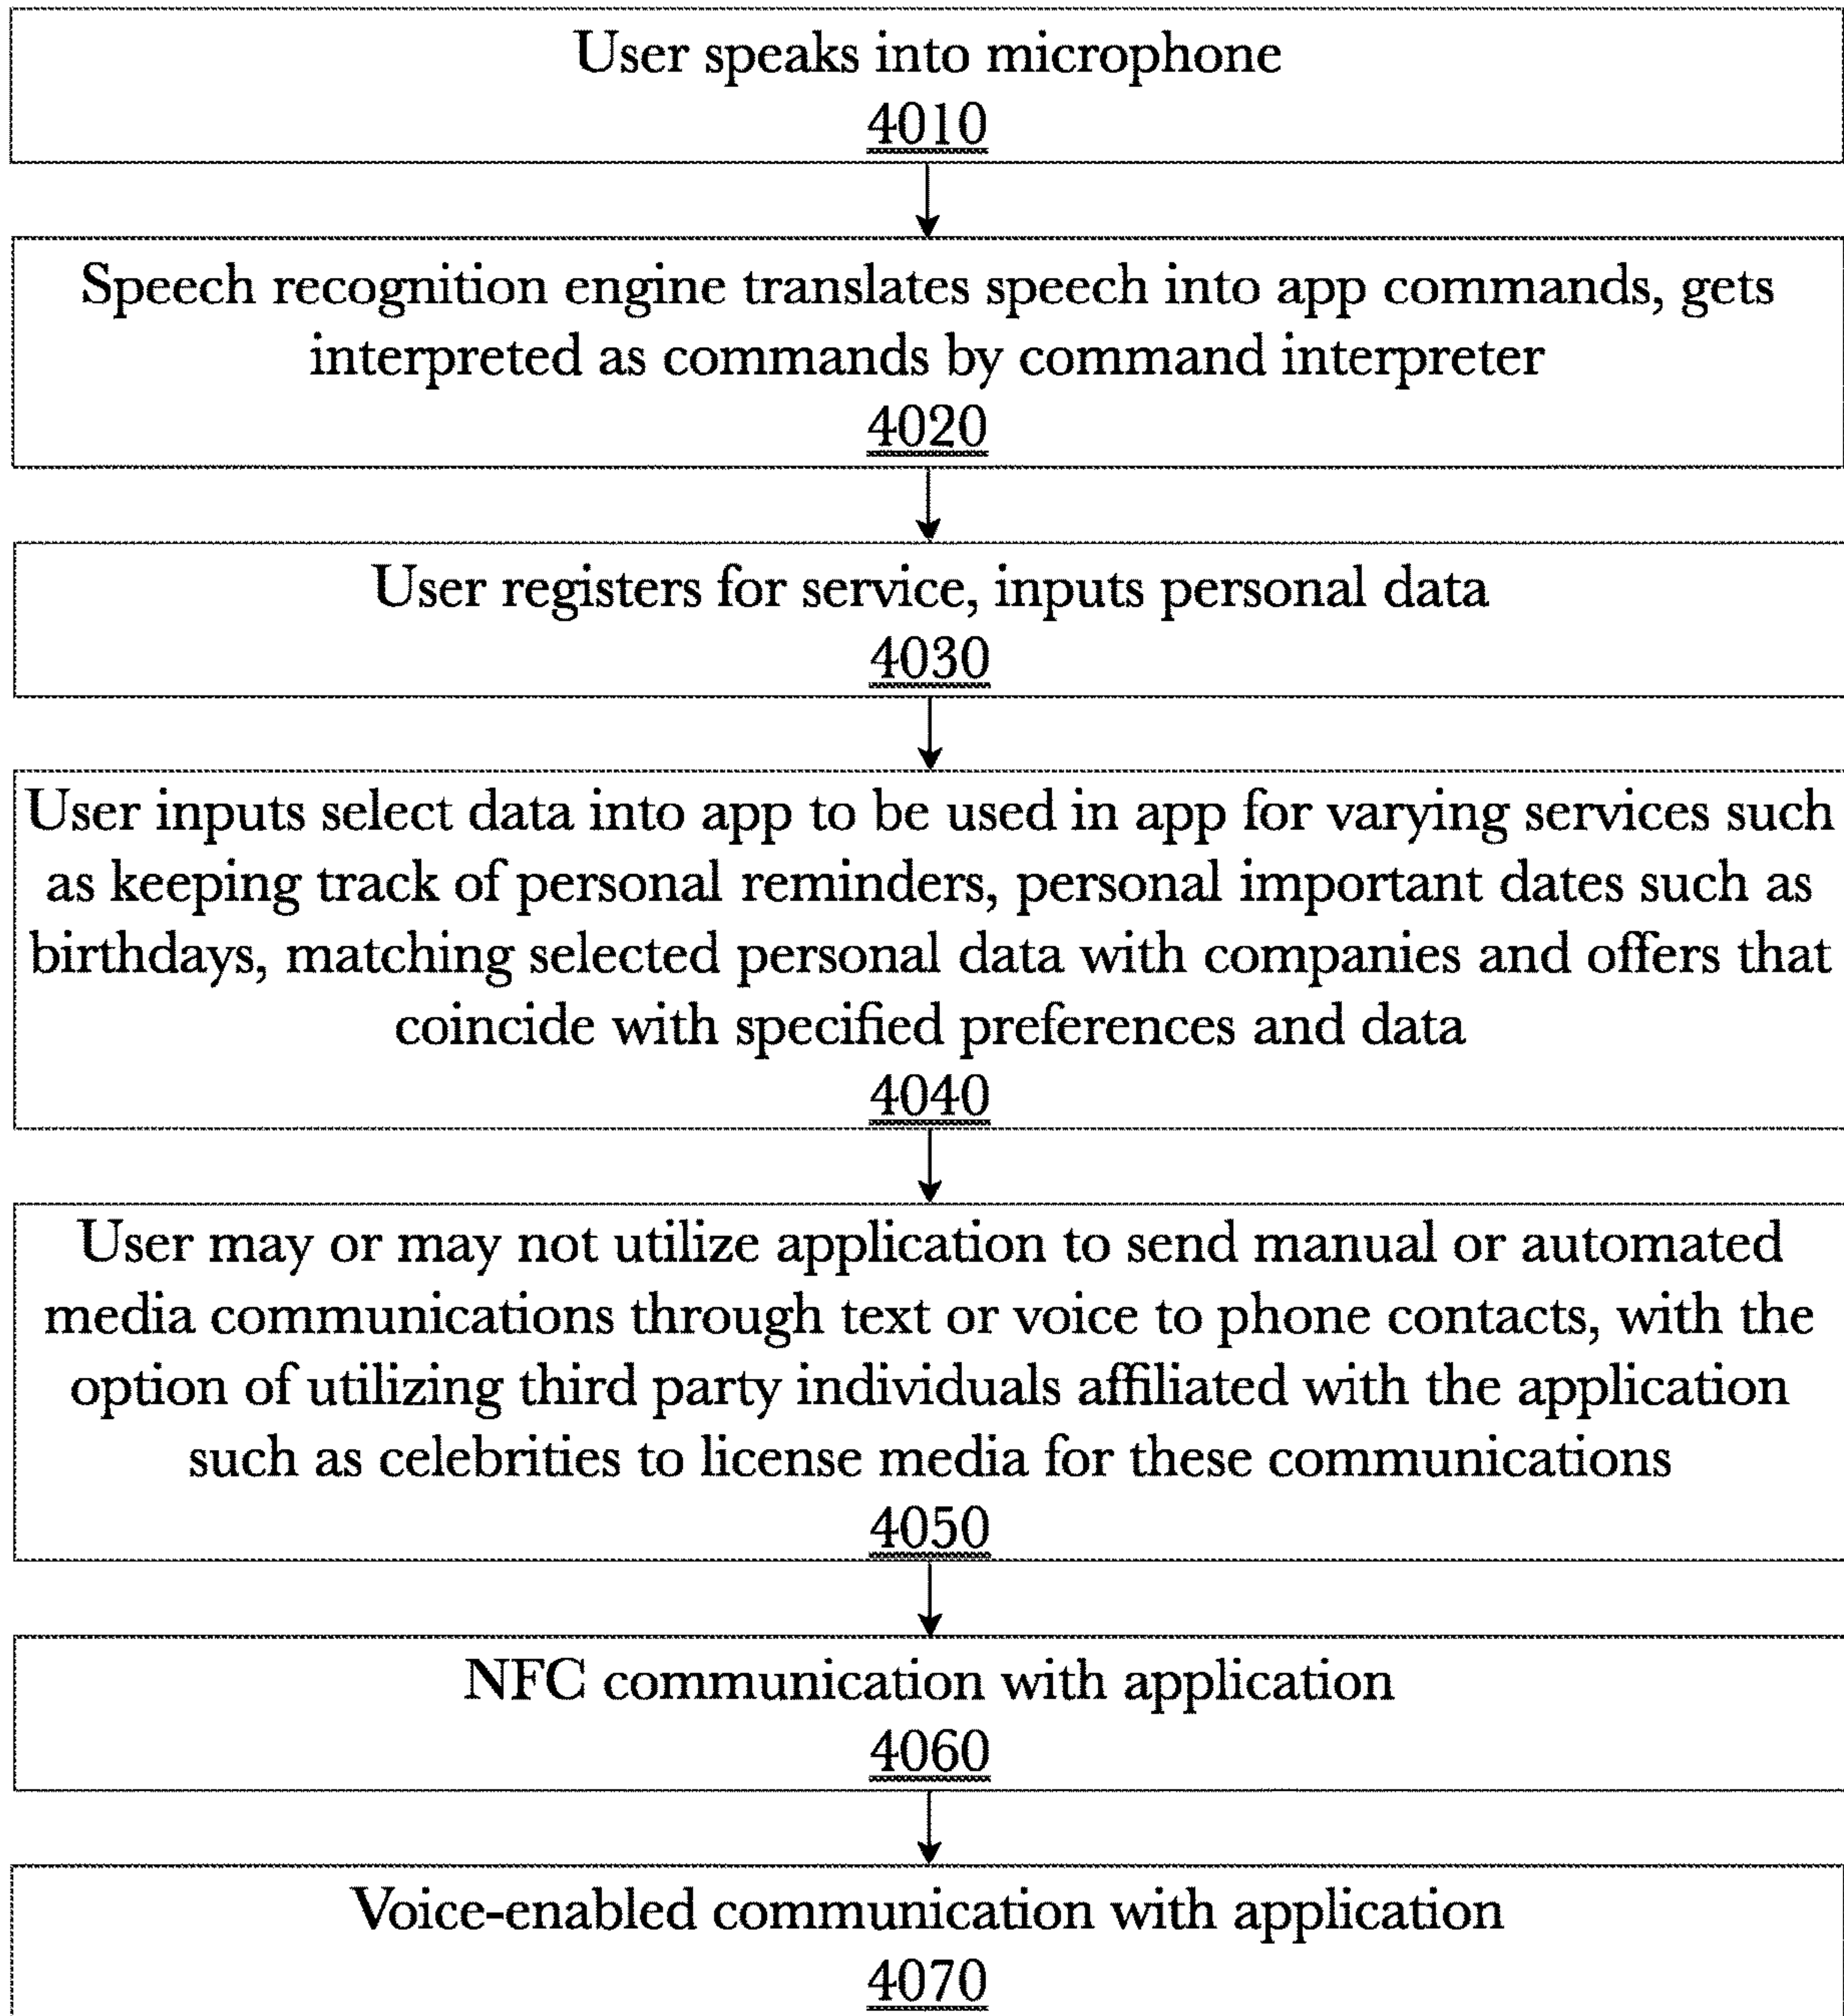 User speaks into microphone
4010
Speech recognition engine translates speech into app commands, gets
interpreted as commands by command interpreter
4020
User registers for service, inputs personal data
4030
User inputs select data into app to be used in app for varying services such
as keeping track of personal reminders, personal important dates such as
birthdays, matching selected personal data with companies and offers that
coincide with specified preferences and data
4040
User may or may not utilize application to send manual or automated
media communications through text or voice to phone contacts, with the
option of utilizing third party individuals affiliated with the application
such as celebrities to license media for these communications
4050
NFC communication with application
4060
Voice-enabled communication with application
4070